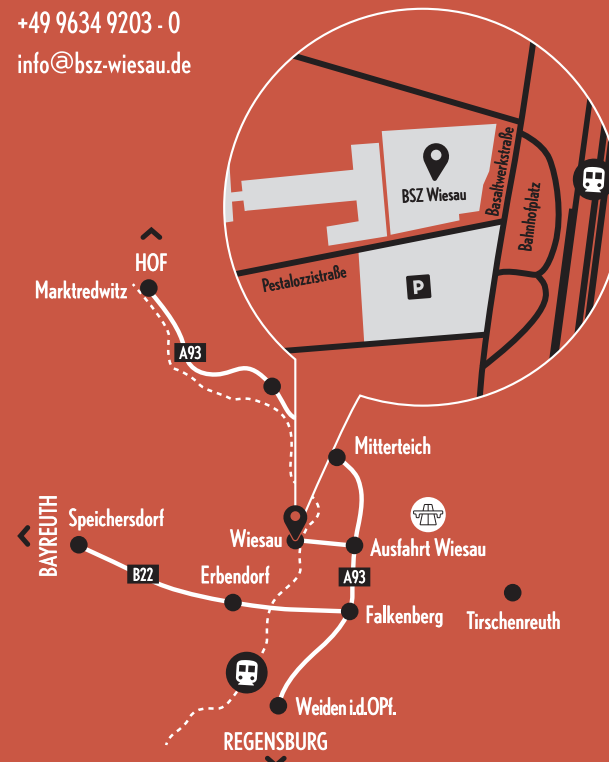 +49 9634 9203 - 0
info@bsz-wiesau.de
BSZ Wiesau
Basaltwerkstraße
Bahnhofplatz
Pestalozzistraße
P
HOF
Marktredwitz
A93
Mitterteich
BAYREUTH
Speichersdorf
Wiesau
Ausfahrt Wiesau
B22
Erbendorf
A93
Falkenberg
Tirschenreuth
Weiden i.d.OPf.
REGENSBURG